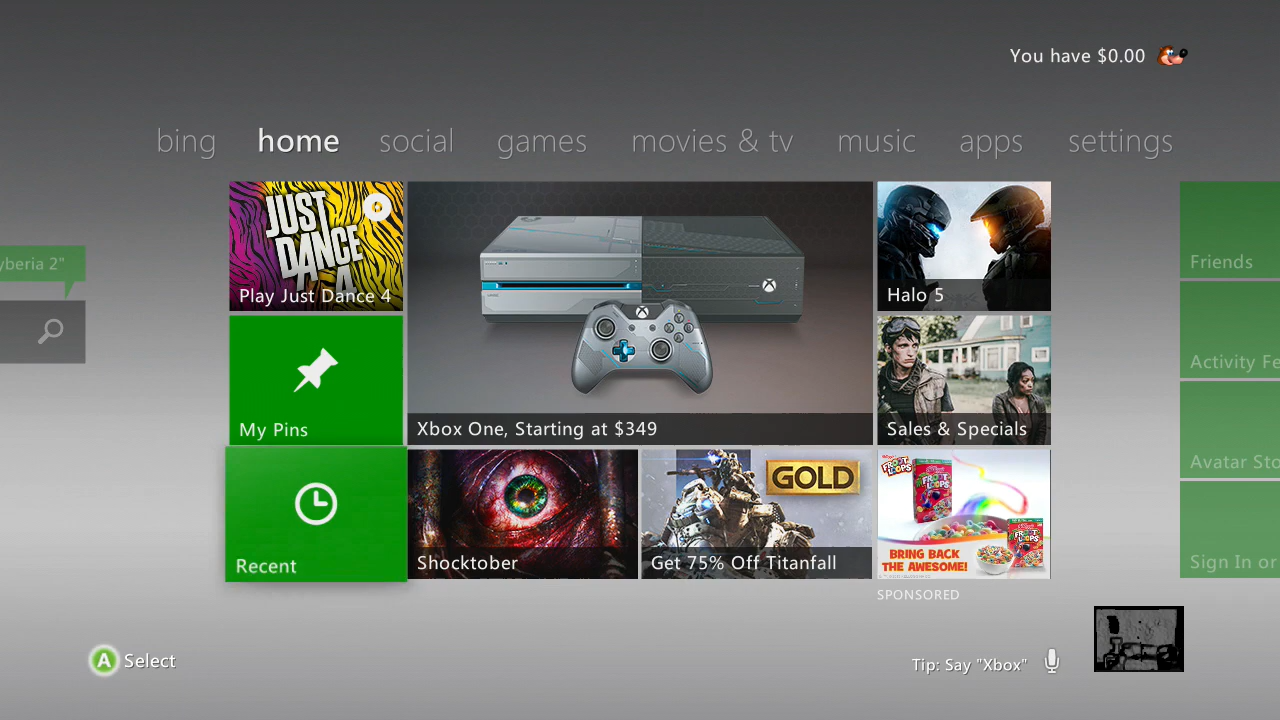 You have $0.00
bing home social games movies & tv music apps settings
JUST
DANCE
4
Play Just Dance 4
Halo 5
yberia 2"
Friends
My Pins
Xbox One, Starting at $349
Sales & Specials
Activity Fe
Recent
Shocktober
GOLD
Get 75% Off Titanfall
FROOT LOOPS
BRING BACK
THE AWESOME!
Avatar Sto
SPONSORED
Sign In or
A Select
Tip: Say "Xbox"